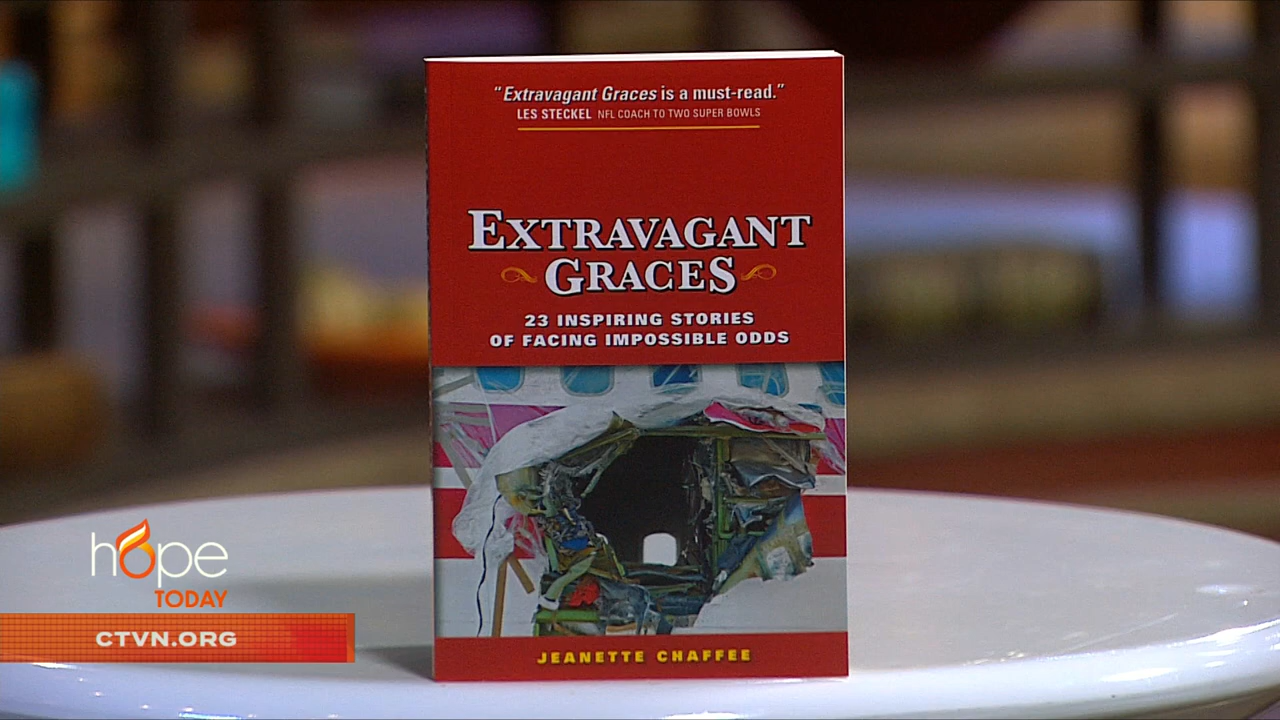 "Extravagant Graces is a must-read."
LES STECKEL NFL COACH TO TWO SUPER BOWLS
EXTRAVAGANT
GRACES
23 INSPIRING STORIES
OF FACING IMPOSSIBLE ODDS
JEANETTE CHAFFEE
hope
TODAY
CTVN.ORG